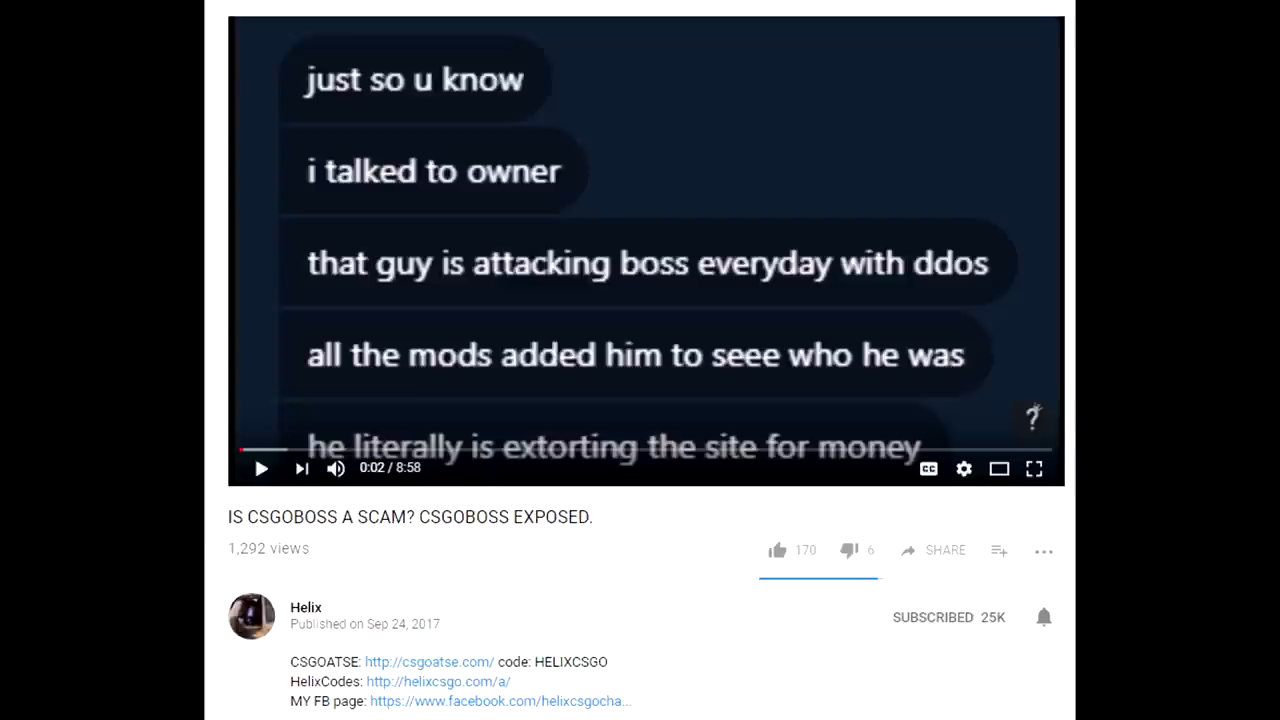 just so u know
i talked to owner
that guy is attacking boss everyday with ddos
all the mods added him to seee who he was
he literally is extorting the site for money
?
0:02 / 8:58
CC
IS CSGOBOSS A SCAM? CSGOBOSS EXPOSED.
1,292 views
170 6 SHARE
Helix
Published on Sep 24, 2017
SUBSCRIBED 25K
CSGOATSE: http://csgoatse.com/ code: HELIXCSGO
HelixCodes: http://helixcsgo.com/a/
MY FB page: https://www.facebook.com/helixcsgocha...